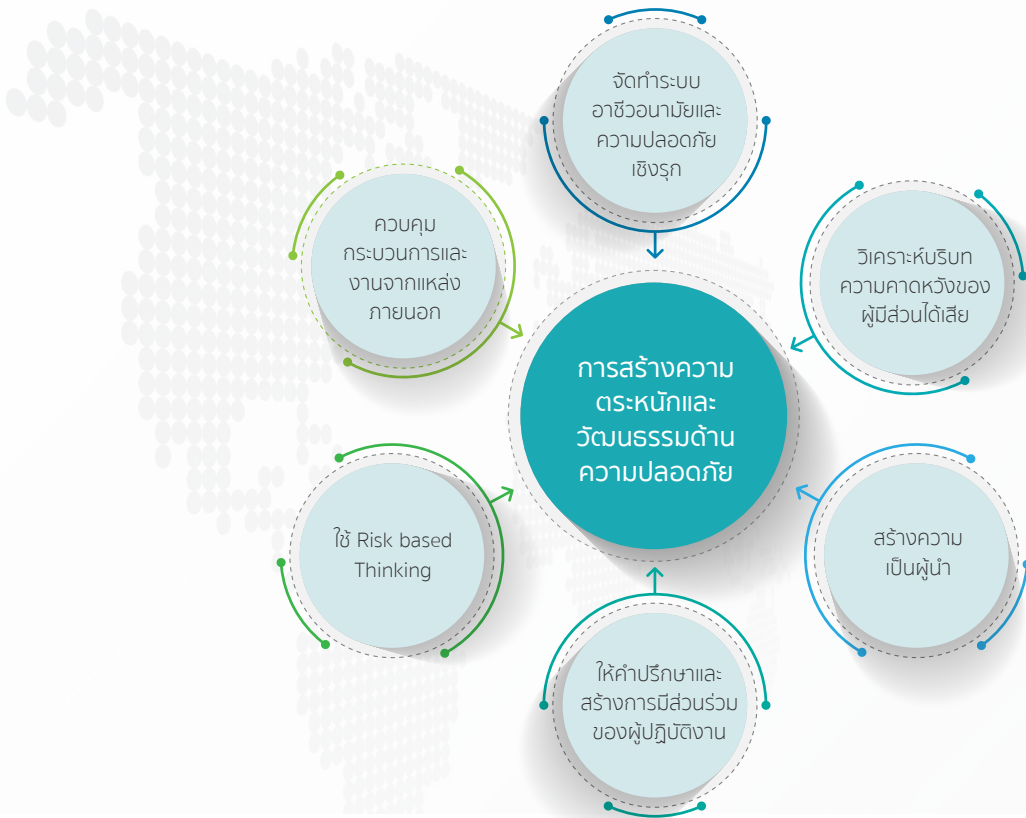 จัดทำระบบ
อาชีวอนามัยและ
ความปลอดภัย
เชิงรุก
วิเคราะห์บริบท
ความคาดหวังของ
ผู้มีส่วนได้เสีย
สร้างความ
เป็นผู้นำ
ให้คำปรึกษาและ
สร้างการมีส่วนร่วม
ของผู้ปฏิบัติงาน
ใช้ Risk based
Thinking
ควบคุม
กระบวนการและ
งานจากแหล่ง
ภายนอก
การสร้างความ
ตระหนักและ
วัฒนธรรมด้าน
ความปลอดภัย